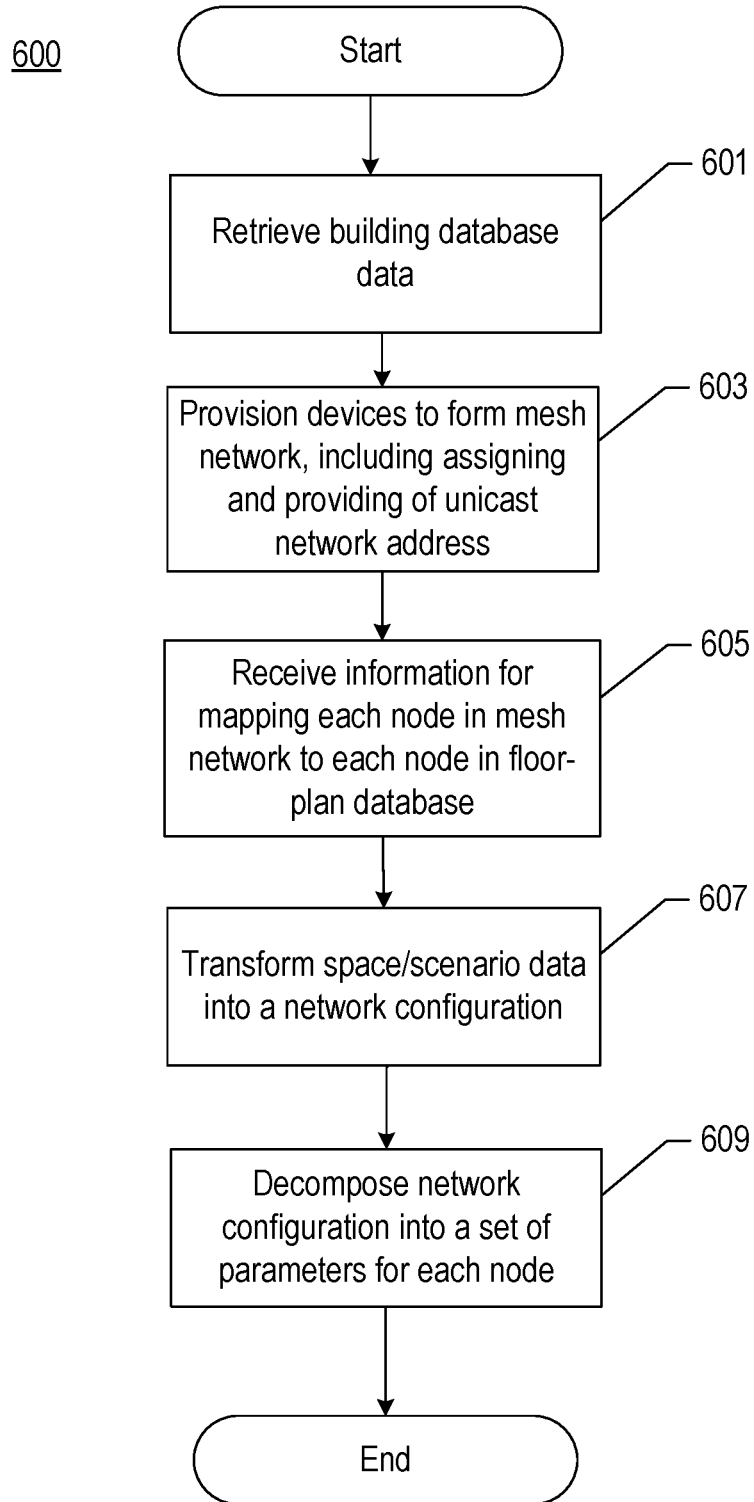 600
Start
601
Retrieve building database
data
603
Provision devices to form mesh
network, including assigning
and providing of unicast
network address
605
Receive information for
mapping each node in mesh
network to each node in floor-
plan database
607
Transform space/scenario data
into a network configuration
609
Decompose network
configuration into a set of
parameters for each node
End